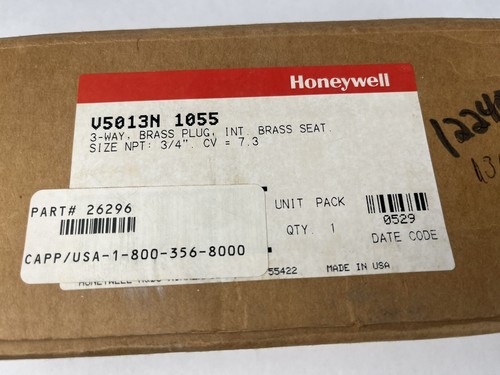 Honeywell
V5013N 1055
3-WAY, BRASS PLUG, INT. BRASS SEAT.
SIZE NPT: 3/4". CV = 7.3
UNIT PACK
QTY. 1
0529
DATE CODE
PART# 26296
CAPP/USA-1-800-356-8000
55422
MADE IN USA